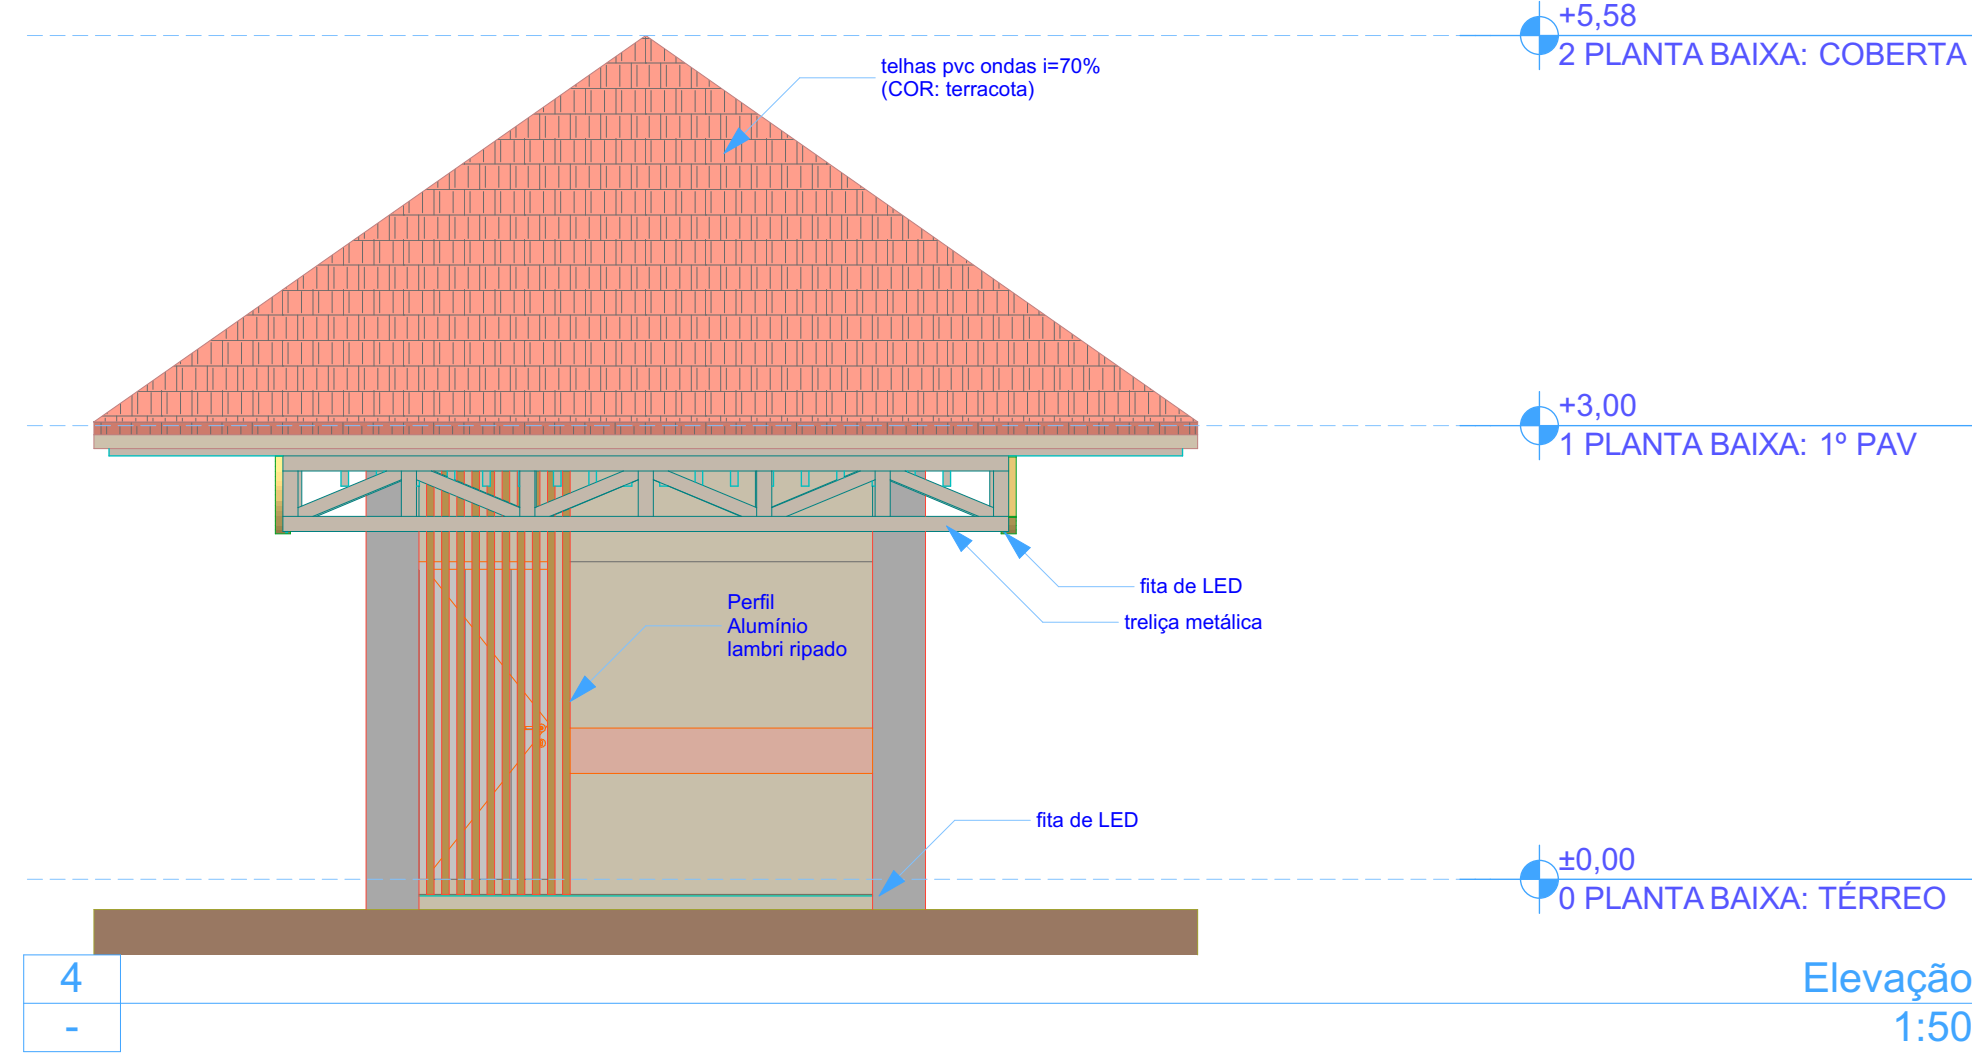 +5,58
2 PLANTA BAIXA: COBERTA
telhas pvc ondas i=70%
(COR: terracota)
+3,00
1 PLANTA BAIXA: 1º PAV
fita de LED
treliça metálica
Perfil
Alumínio
lambri ripado
fita de LED
±0,00
0 PLANTA BAIXA: TÉRREO
4
-
Elevação
1:50